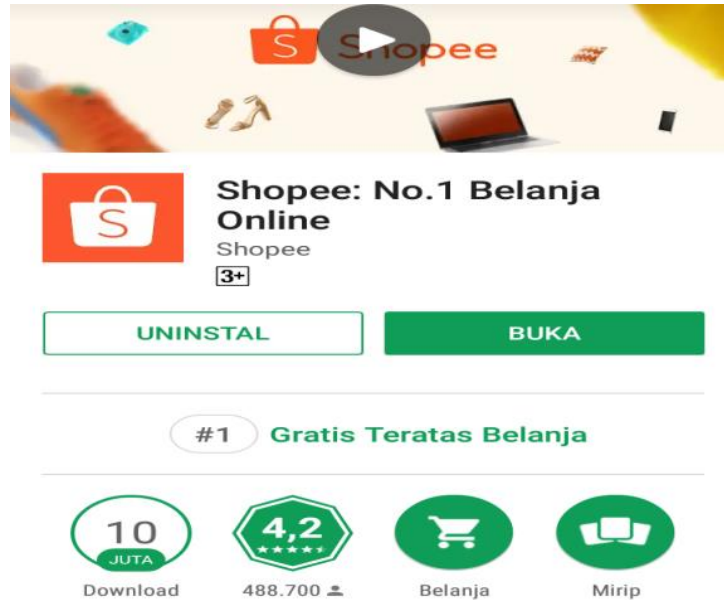 S Shopee
S
Shopee: No.1 Belanja
Online
Shopee
3+
UNINSTAL
BUKA
#1 Gratis Teratas Belanja
10
JUTA
4,2
Download
488.700
Belanja
Mirip